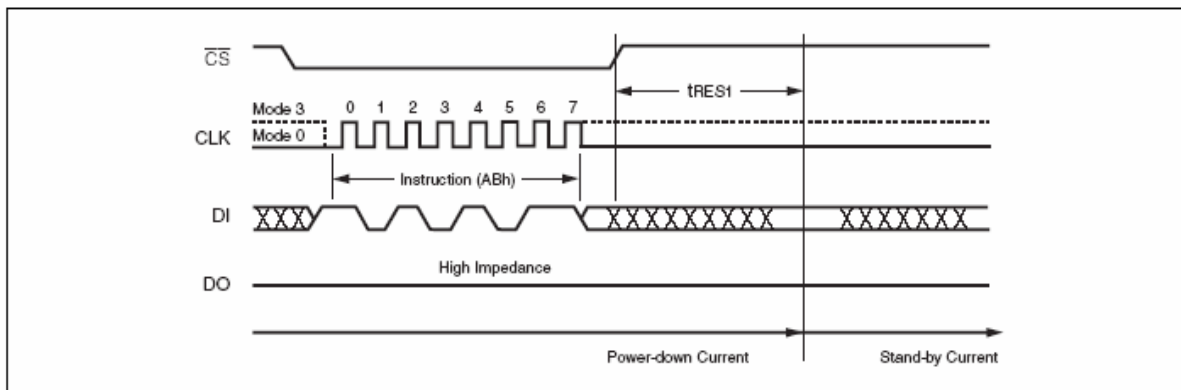 CS
tRES1
Mode 3 0 1 2 3 4 5 6 7
CLK
Mode 0
Instruction (ABh)
DI
High Impedance
DO
Power-down Current Stand-by Current